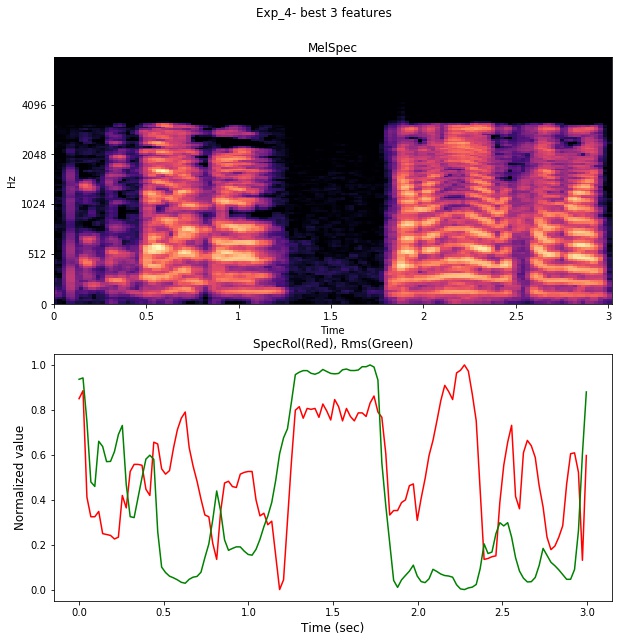 Exp_4- best 3 features
MelSpec
Hz
4096
2048
1024
512
0
0 0.5 1 1.5 2 2.5 3
Time
SpecRol(Red), Rms(Green)
Normalized value
1.0
0.8
0.6
0.4
0.2
0.0
0.0 0.5 1.0 1.5 2.0 2.5 3.0
Time (sec)